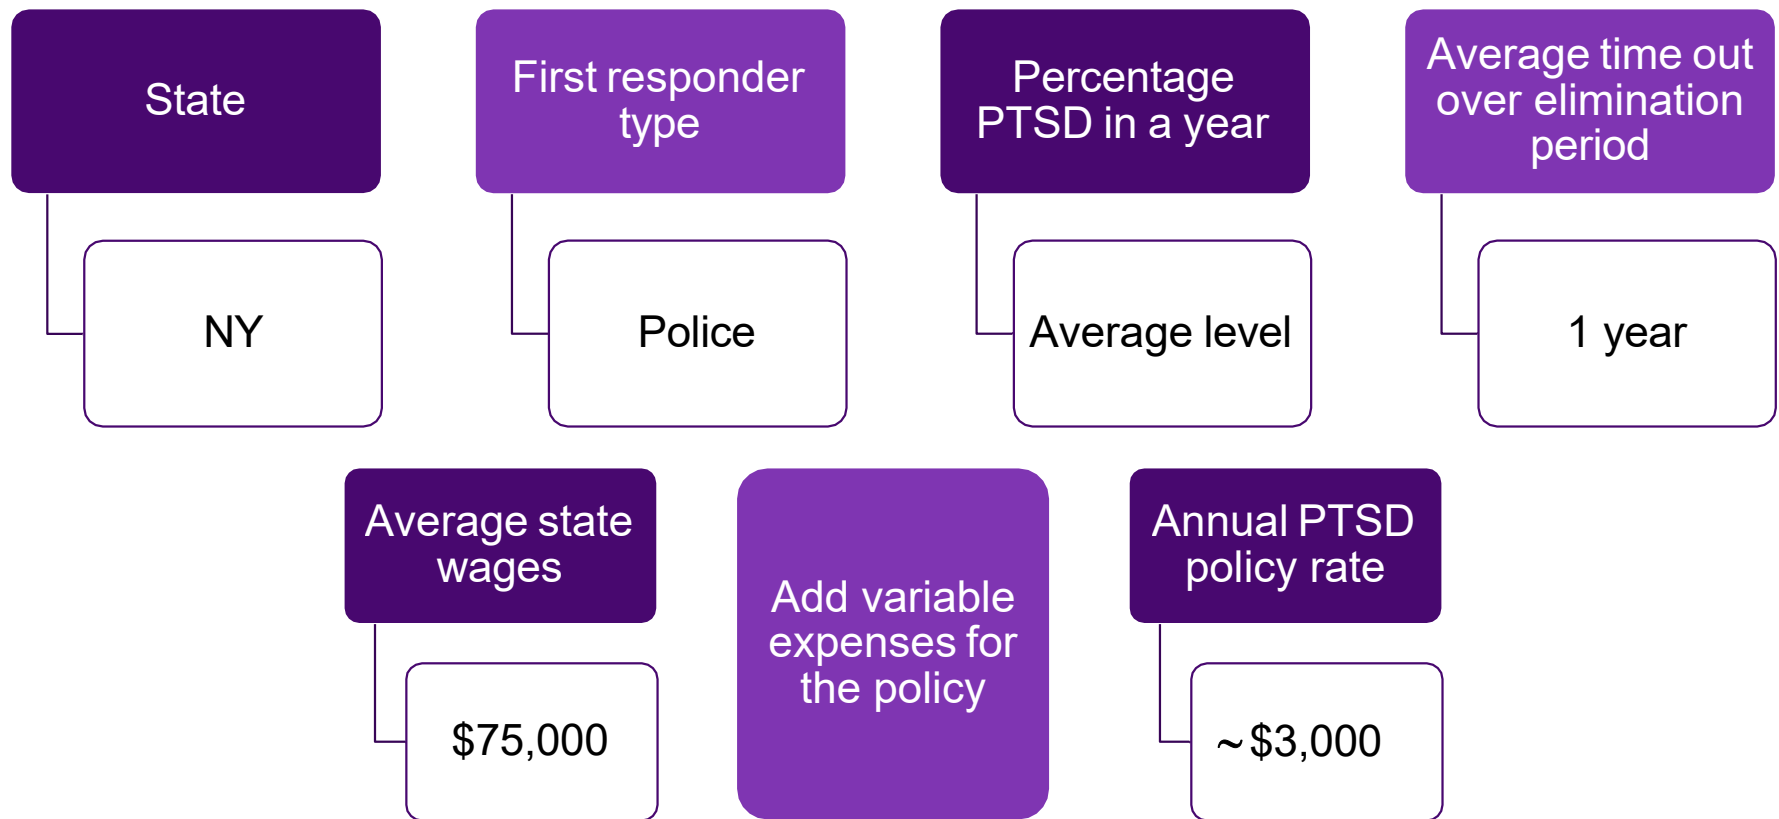 State
NY
First responder
type
Police
Percentage
PTSD in a year
Average level
Average time out
over elimination
period
1 year
Average state
wages
$75,000
Add variable
expenses for
the policy
Annual PTSD
policy rate
~$3,000